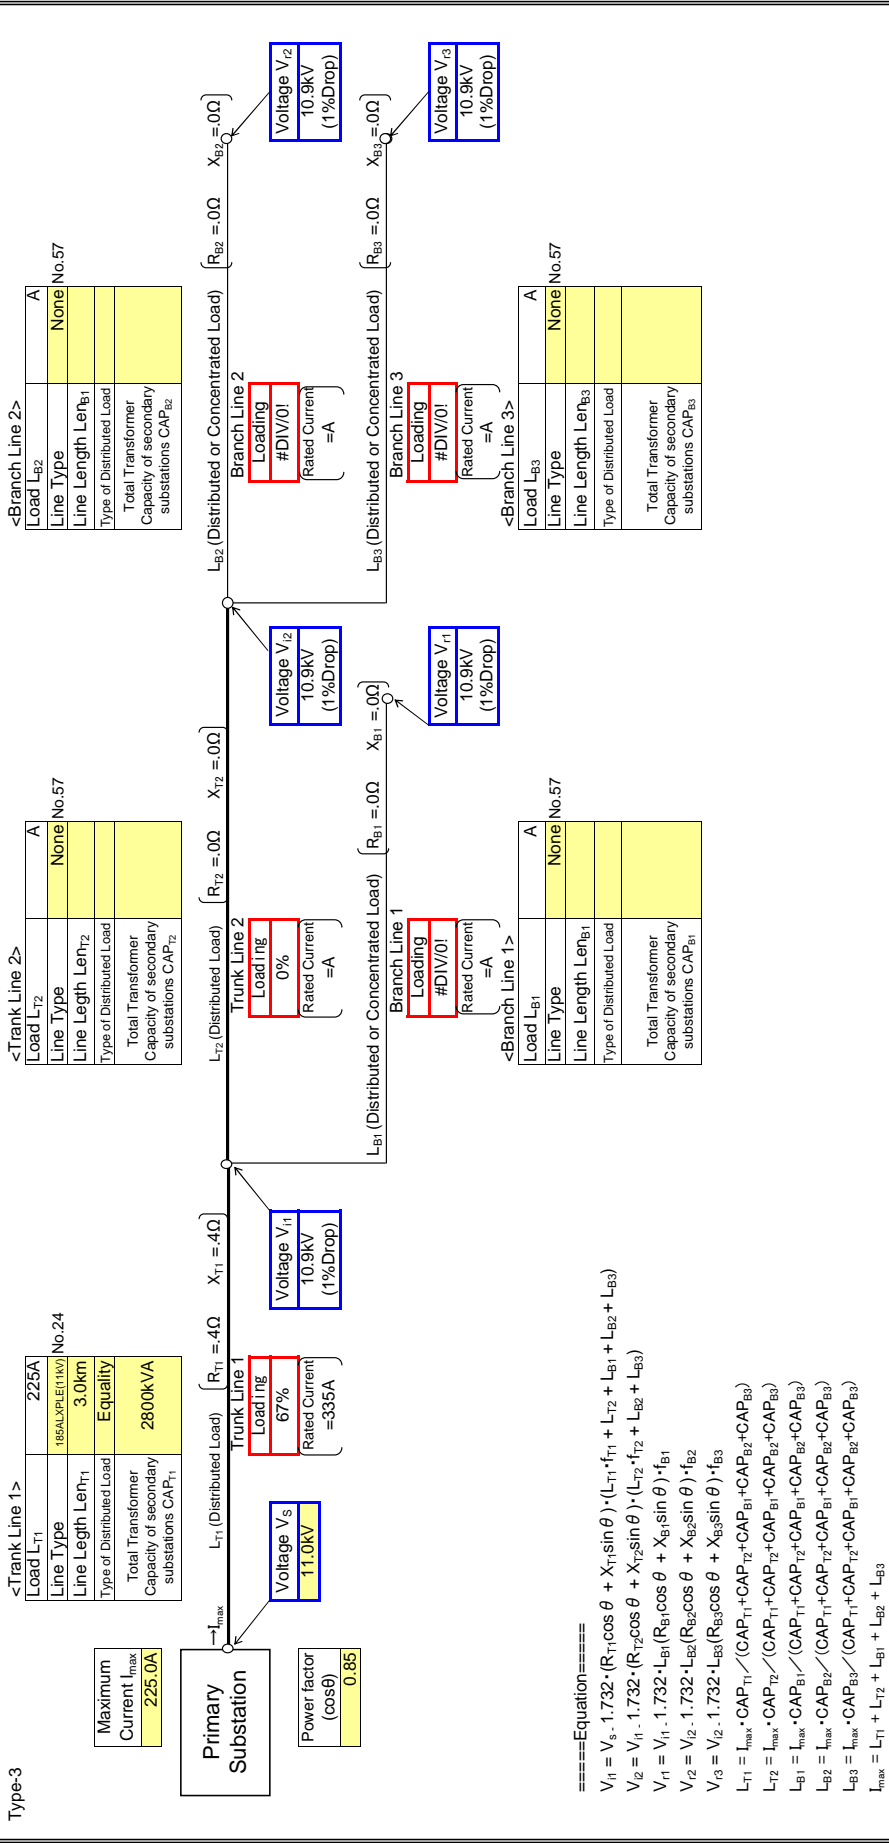 Type-3
Maximum
Current Imax
225.0A
Primary
Substation
Power factor
(cosθ)
0.85
→Imax
Voltage VS
11.0kV
<Trank Line 1>
Load LT1 225A
Line Type 185ALXPLE(11kV) No.24
Line Legth LenT1 3.0km
Type of Distributed Load Equality
Total Transformer
Capacity of secondary
substations CAPT1
2800kVA
LT1 (Distributed Load) RT1 =.4Ω XT1 =.4Ω
Trunk Line 1
Loading
67%
Rated Current
=335A
Voltage Vi1
10.9kV
(1%Drop)
<Trank Line 2>
Load LT2 A
Line Type None No.57
Line Legth LenT2
Type of Distributed Load
Total Transformer
Capacity of secondary
substations CAPT2
LT2 (Distributed Load) RT2 =.0Ω XT2 =.0Ω
Trunk Line 2
Loading
0%
Rated Current
=A
Voltage Vi2
10.9kV
(1%Drop)
LB1 (Distributed or Concentrated Load) RB1 =.0Ω XB1 =.0Ω
Branch Line 1
Loading
#DIV/0!
Rated Current
=A
Voltage Vr1
10.9kV
(1%Drop)
<Branch Line 1>
Load LB1 A
Line Type None No.57
Line Length LenB1
Type of Distributed Load
Total Transformer
Capacity of secondary
substations CAPB1
<Branch Line 2>
Load LB2 A
Line Type None No.57
Line Length LenB1
Type of Distributed Load
Total Transformer
Capacity of secondary
substations CAPB2
LB2 (Distributed or Concentrated Load) RB2 =.0Ω XB2 =.0Ω
Branch Line 2
Loading
#DIV/0!
Rated Current
=A
Voltage Vr2
10.9kV
(1%Drop)
LB3 (Distributed or Concentrated Load) RB3 =.0Ω XB3 =.0Ω
Branch Line 3
Loading
#DIV/0!
Rated Current
=A
Voltage Vr3
10.9kV
(1%Drop)
<Branch Line 3>
Load LB3 A
Line Type None No.57
Line Length LenB3
Type of Distributed Load
Total Transformer
Capacity of secondary
substations CAPB3
=====Equation=====
Vi1 = Vs - 1.732・(RT1cosθ + XT1sinθ)・(LT1・fT1 + LT2 + LB1 + LB2 + LB3)
Vi2 = Vi1 - 1.732・(RT2cosθ + XT2sinθ)・(LT2・fT2 + LB2 + LB3)
Vr1 = Vi1 - 1.732・LB1(RB1cosθ + XB1sinθ)・fB1
Vr2 = Vi2 - 1.732・LB2(RB2cosθ + XB2sinθ)・fB2
Vr3 = Vi2 - 1.732・LB3(RB3cosθ + XB3sinθ)・fB3
LT1 = Imax・CAPT1／(CAPT1+CAPT2+CAPB1+CAPB2+CAPB3)
LT2 = Imax・CAPT2／(CAPT1+CAPT2+CAPB1+CAPB2+CAPB3)
LB1 = Imax・CAPB1／(CAPT1+CAPT2+CAPB1+CAPB2+CAPB3)
LB2 = Imax・CAPB2／(CAPT1+CAPT2+CAPB1+CAPB2+CAPB3)
LB3 = Imax・CAPB3／(CAPT1+CAPT2+CAPB1+CAPB2+CAPB3)
Imax = LT1 + LT2 + LB1 + LB2 + LB3